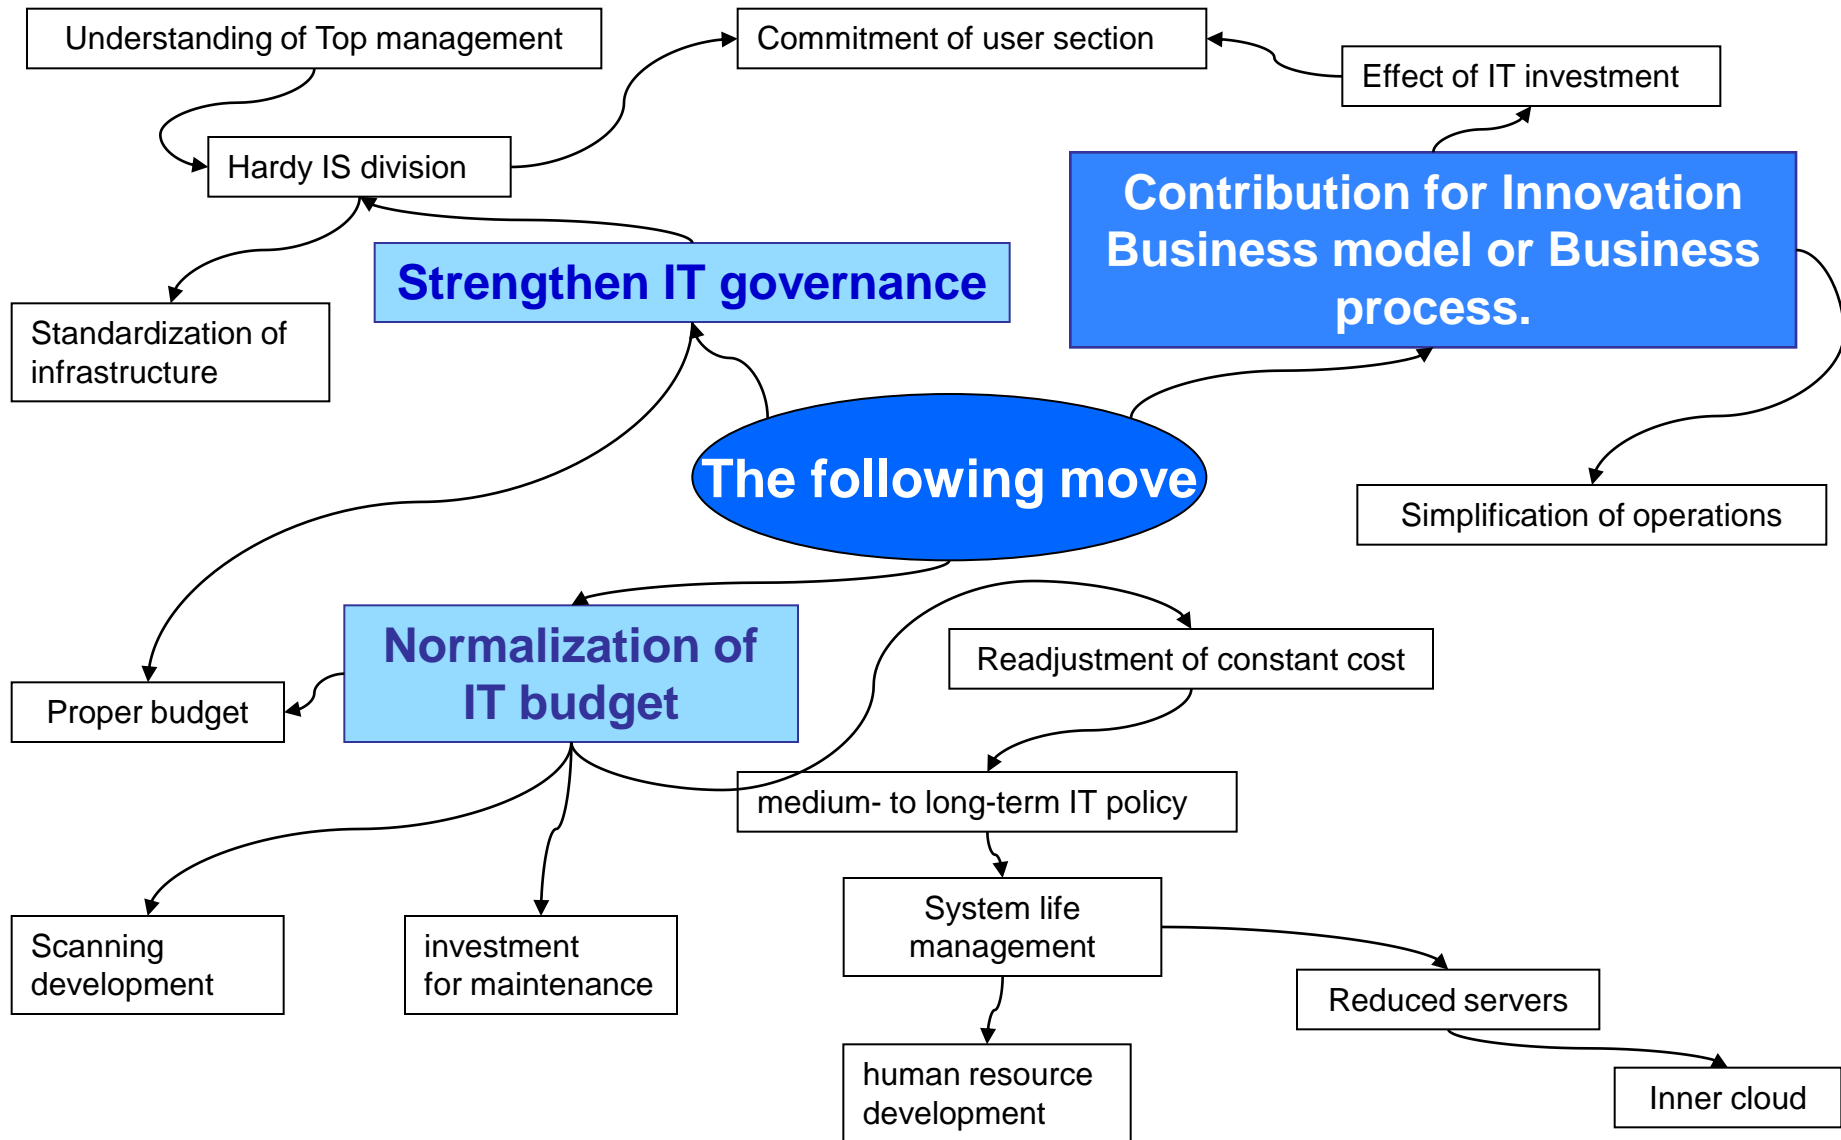 Understanding of Top management
Commitment of user section
Effect of IT investment
Hardy IS division
Contribution for Innovation
Business model or Business
process.
Strengthen IT governance
Standardization of
infrastructure
The following move
Simplification of operations
Normalization of
IT budget
Readjustment of constant cost
Proper budget
medium- to long-term IT policy
Scanning
development
investment
for maintenance
System life
management
Reduced servers
human resource
development
Inner cloud